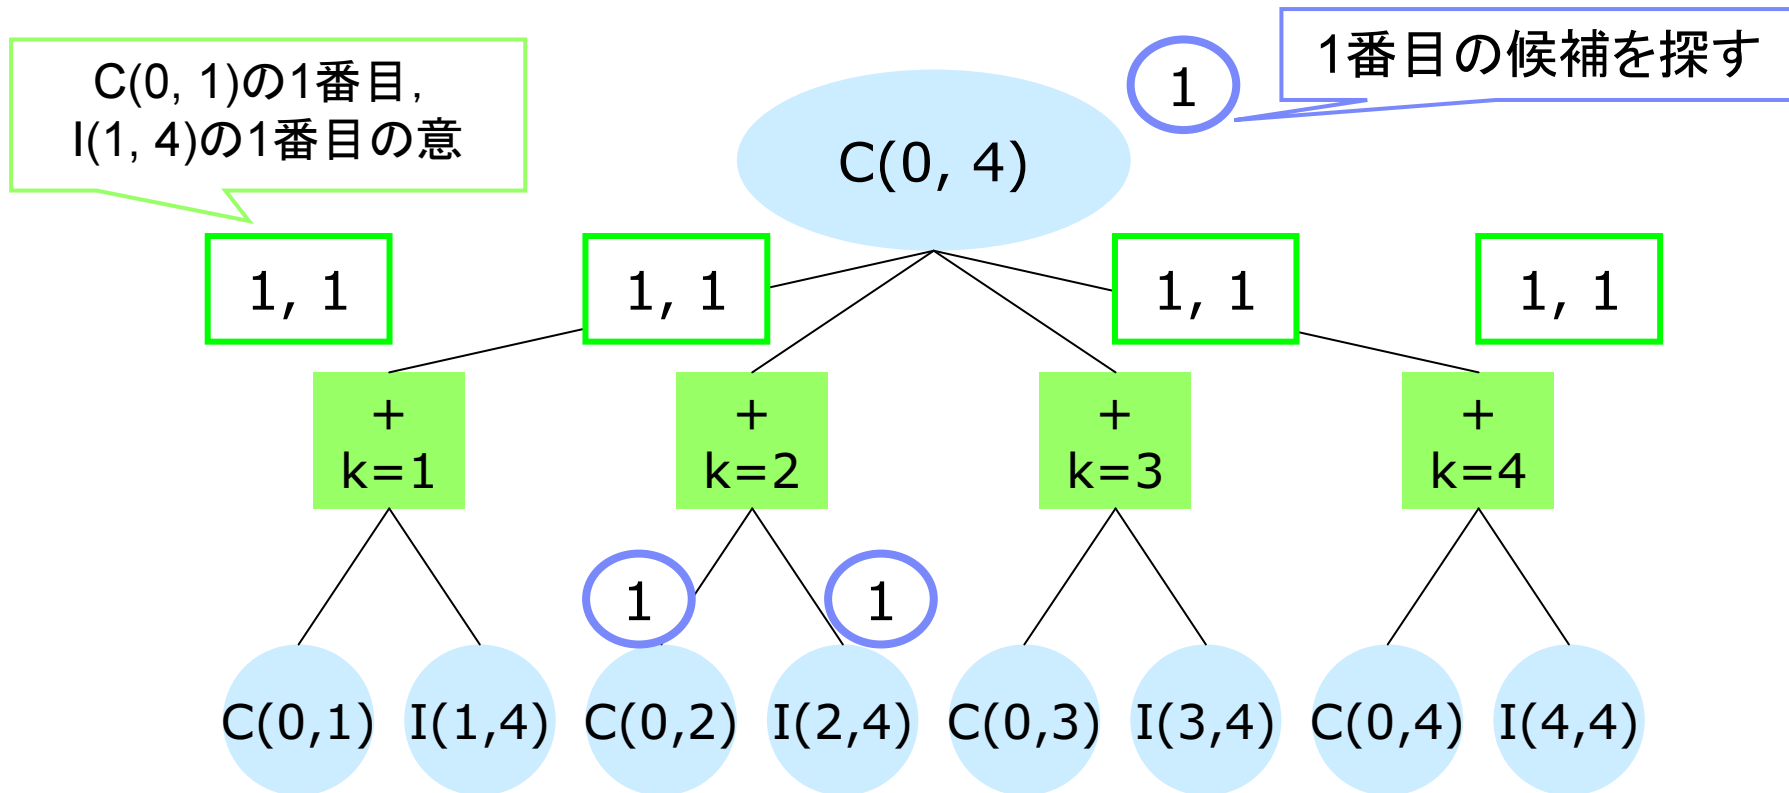 1番目の候補を探す
1
C(0, 1)の1番目,
I(1, 4)の1番目の意
C(0, 4)
1, 1
1, 1
1, 1
1, 1
+
k=1
+
k=2
+
k=3
+
k=4
1
1
C(0,1)
I(1,4)
C(0,2)
I(2,4)
C(0,3)
I(3,4)
C(0,4)
I(4,4)